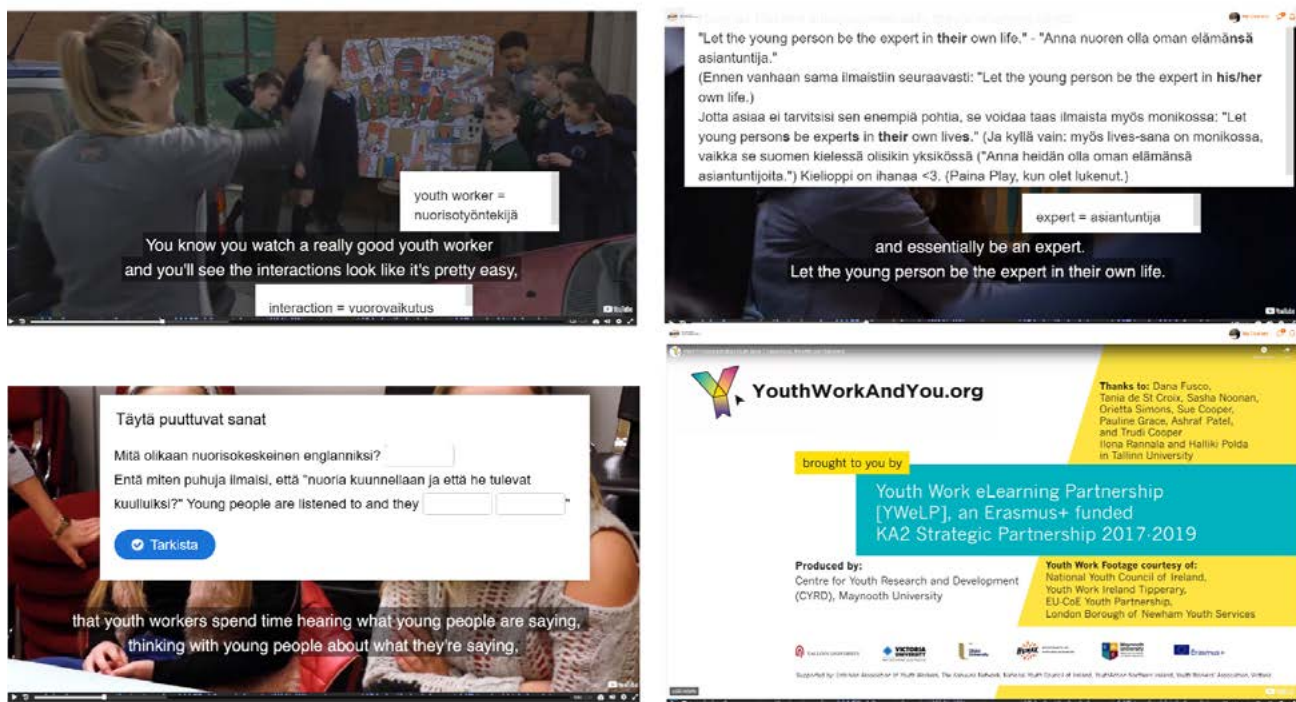 youth worker =
nuorisotyöntekijä
You know you watch a really good youth worker
and you'll see the interactions look like it's pretty easy,
interaction = vuorovaikutus
YouTube
"Let the young person be the expert in their own life." - "Anna nuoren olla oman elämänsä
asiantuntija."
(Ennen vanhaan sama ilmaistiin seuraavasti: "Let the young person be the expert in his/her
own life.)
Jotta asiaa ei tarvitsisi sen enempiä pohtia, se voidaa taas ilmaista myös monikossa: "Let
young persons be experts in their own lives." (Ja kyllä vain: myös lives-sana on monikossa,
vaikka se suomen kielessä olisikin yksikössä ("Anna heidän olla oman elämänsä
asiantuntijoita.") Kielioppi on ihanaa <3. (Paina Play, kun olet lukenut.)
expert = asiantuntija
and essentially be an expert.
Let the young person be the expert in their own life.
YouTube
Täytä puuttuvat sanat
Mitä olikaan nuorisokeskeinen englanniksi?
Entä miten puhuja ilmaisi, että "nuoria kuunnellaan ja että he tulevat
kuulluiksi?" Young people are listened to and they "
Tarkista
that youth workers spend time hearing what young people are saying,
thinking with young people about what they're saying,
YouTube
YouthWorkAndYou.org
Thanks to: Dana Fusco,
Tania de St Croix, Sasha Noonan,
Orietta Simons, Sue Cooper,
Pauline Grace, Ashraf Patel,
and Trudi Cooper
Ilona Rannala and Halliki Polda
in Tallinn University
brought to you by
Youth Work eLearning Partnership
[YWeLP], an Erasmus+ funded
KA2 Strategic Partnership 2017-2019
Produced by:
Centre for Youth Research and Development
(CYRD), Maynooth University
Youth Work Footage courtesy of:
National Youth Council of Ireland,
Youth Work Ireland Tipperary,
EU-CoE Youth Partnership,
London Borough of Newham Youth Services
TALLINN UNIVERSITY
VICTORIA
UNIVERSITY
HUMAK
Maynooth
University
Erasmus+